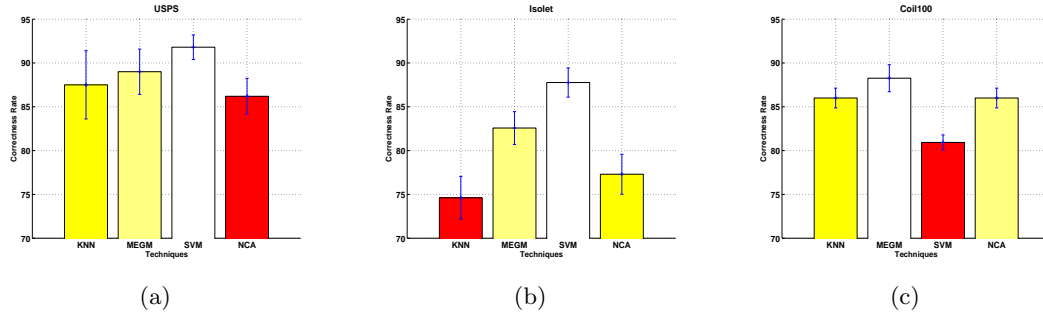 USPS
95
90
85
80
75
70
Correctness Rate
KNN
MEGM
SVM
NCA
Techniques
(a)
Isolet
95
90
85
80
75
70
Correctness Rate
KNN
MEGM
SVM
NCA
Techniques
(b)
Coil100
95
90
85
80
75
70
Correctness Rate
KNN
MEGM
SVM
NCA
Techniques
(c)